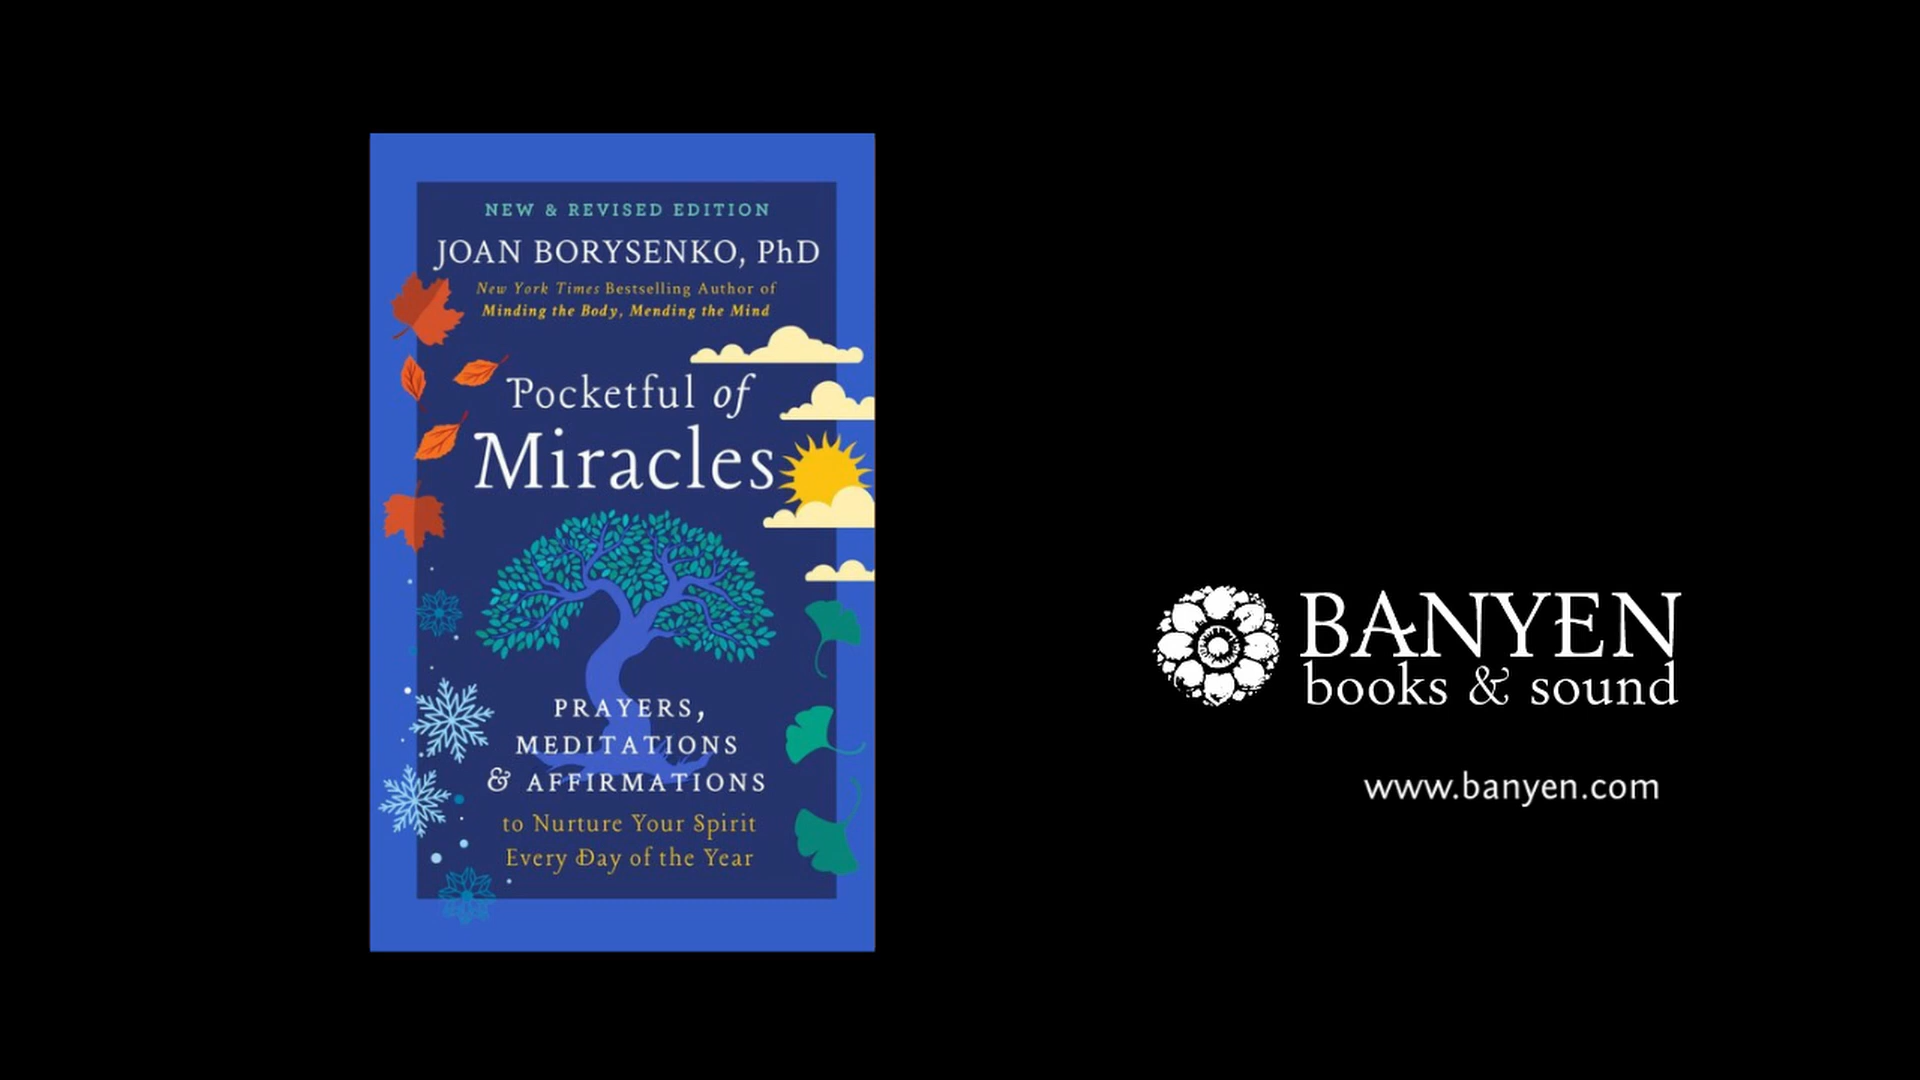 NEW & REVISED EDITION
JOAN BORYSENKO, PhD
New York Times Bestselling Author of
Minding the Body, Mending the Mind
Pocketful of
Miracles
PRAYERS,
MEDITATIONS
& AFFIRMATIONS
to Nurture Your Spirit
Every Day of the Year
BANYEN
books & sound
www.banyen.com